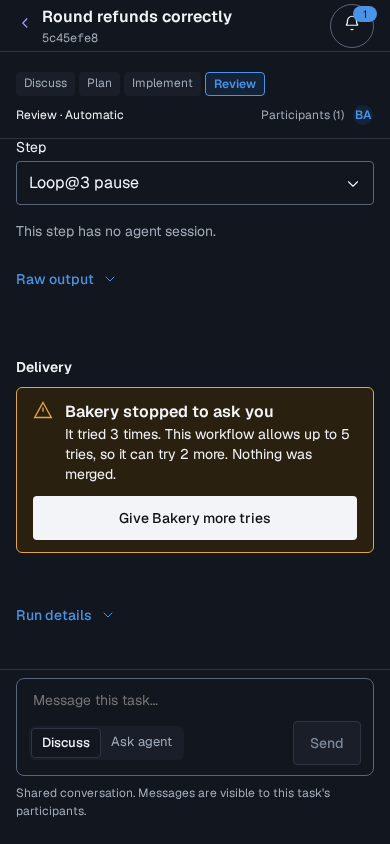 Round refunds correctly
5c45efe8
1
Discuss
Plan
Implement
Review
Review · Automatic
Participants (1)
BA
Step
Loop@3 pause
This step has no agent session.
Raw output
Delivery
Bakery stopped to ask you
It tried 3 times. This workflow allows up to 5
tries, so it can try 2 more. Nothing was
merged.
Give Bakery more tries
Run details
Message this task...
Discuss
Ask agent
Send
Shared conversation. Messages are visible to this task's
participants.